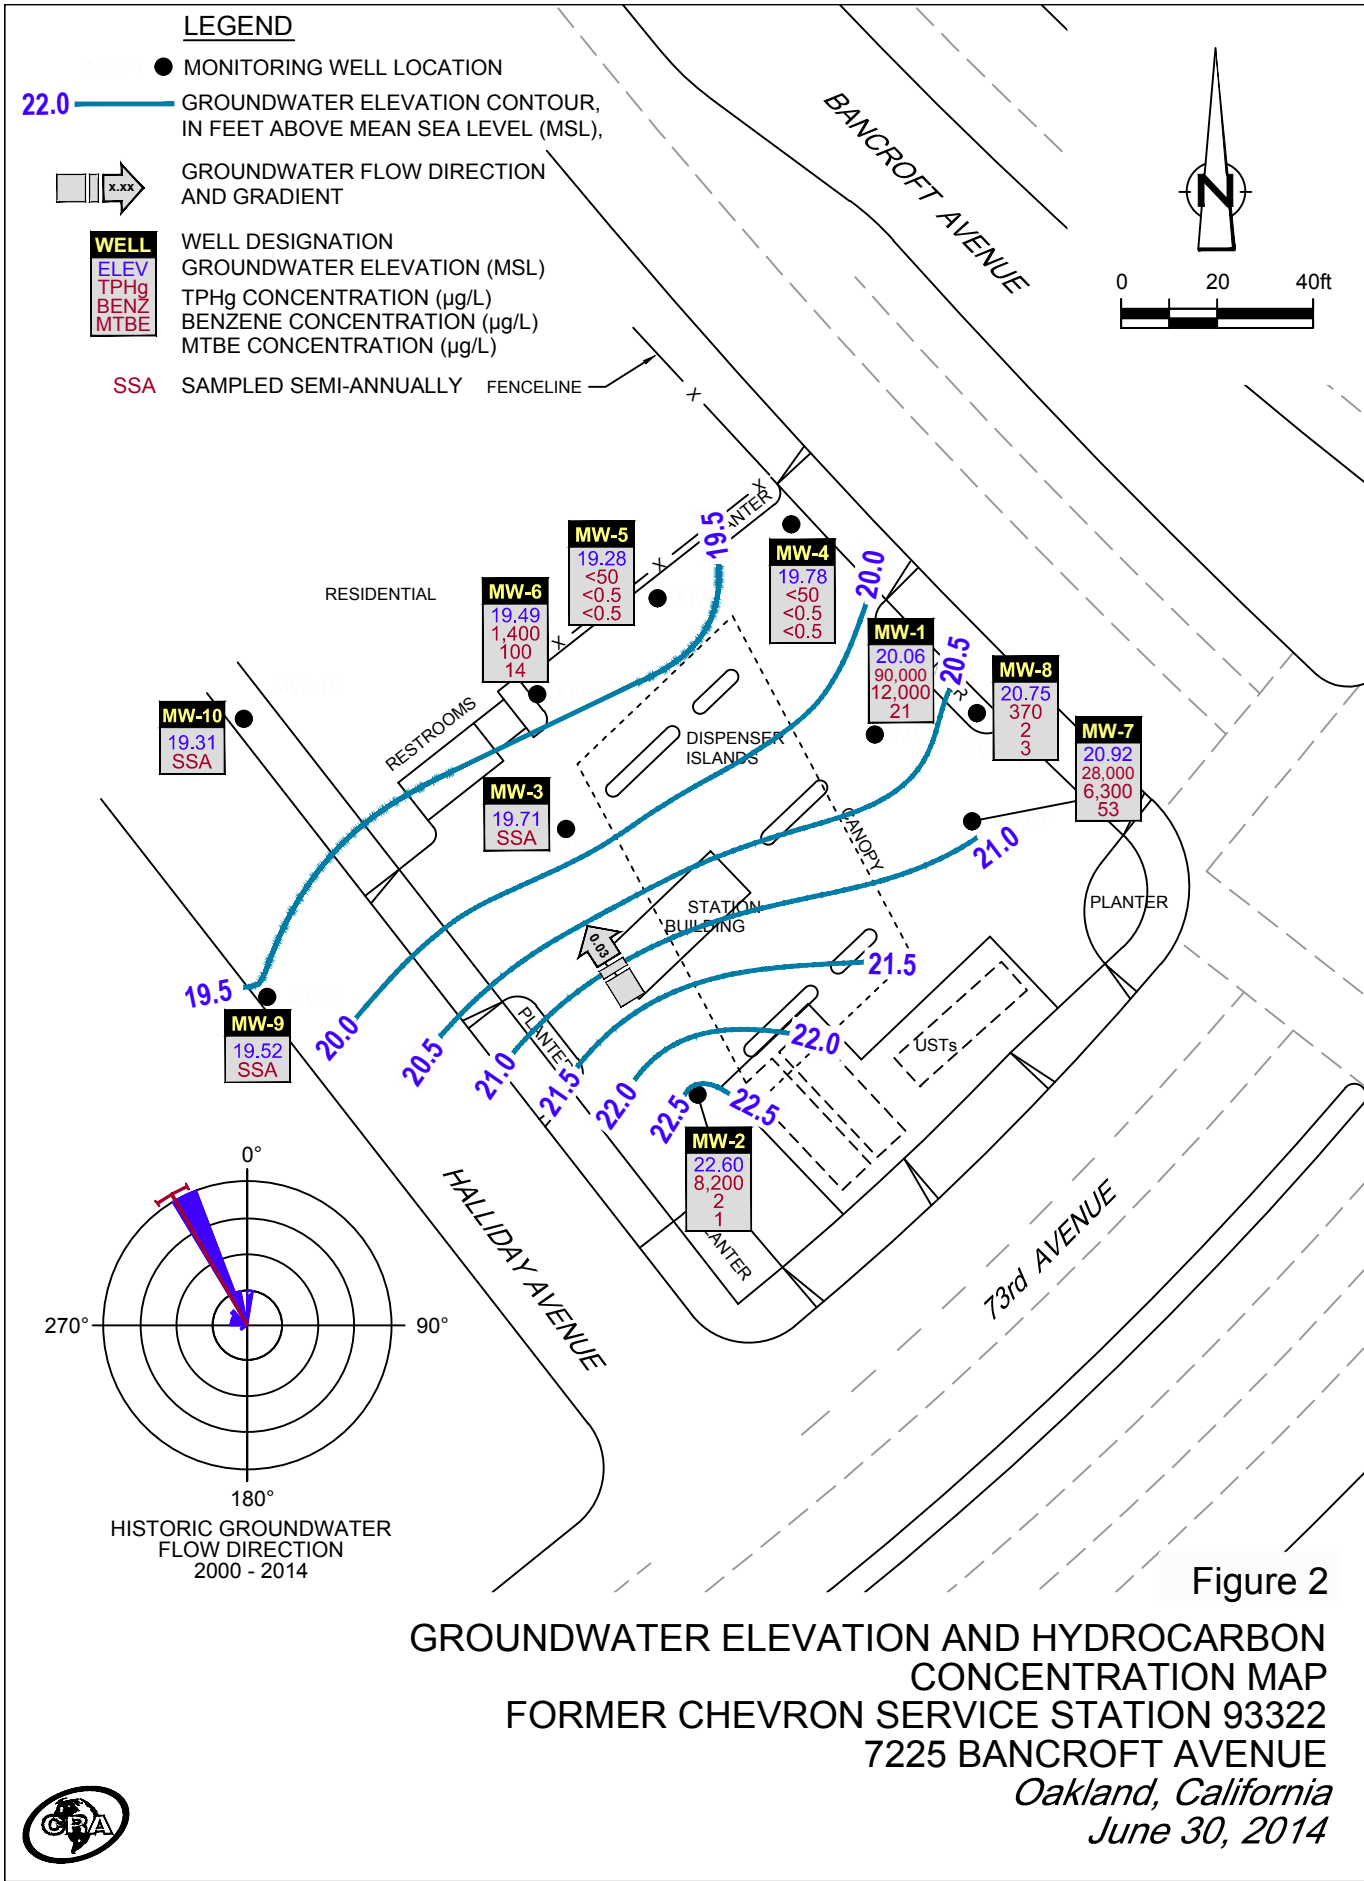 LEGEND
MONITORING WELL LOCATION
22.0
GROUNDWATER ELEVATION CONTOUR,
IN FEET ABOVE MEAN SEA LEVEL (MSL),
x.xx
GROUNDWATER FLOW DIRECTION
AND GRADIENT
WELL
ELEV
TPHg
BENZ
MTBE
WELL DESIGNATION
GROUNDWATER ELEVATION (MSL)
TPHg CONCENTRATION (µg/L)
BENZENE CONCENTRATION (µg/L)
MTBE CONCENTRATION (µg/L)
SSA
SAMPLED SEMI-ANNUALLY
FENCELINE
BANCROFT AVENUE
N
0 20 40ft
X
X
X
X
ANTER
RESIDENTIAL
MW-5
19.28
<50
<0.5
<0.5
19.5
MW-4
19.78
<50
<0.5
<0.5
20.0
MW-6
19.49
1,400
100
14
MW-1
20.06
90,000
12,000
21
20.5
R
MW-8
20.75
370
2
3
MW-7
20.92
28,000
6,300
53
MW-10
19.31
SSA
RESTROOMS
DISPENSER
ISLANDS
MW-3
19.71
SSA
CANOPY
21.0
PLANTER
STATION
BUILDING
0.03
21.5
19.5
MW-9
19.52
SSA
20.0
20.5
21.0
PLANTE
21.5
22.0
22.0
USTs
22.5
22.5
MW-2
22.60
8,200
2
1
ANTER
HALLIDAY AVENUE
73rd AVENUE
0°
270°
90°
180°
HISTORIC GROUNDWATER
FLOW DIRECTION
2000 - 2014
Figure 2
GROUNDWATER ELEVATION AND HYDROCARBON
CONCENTRATION MAP
FORMER CHEVRON SERVICE STATION 93322
7225 BANCROFT AVENUE
Oakland, California
June 30, 2014
CRA